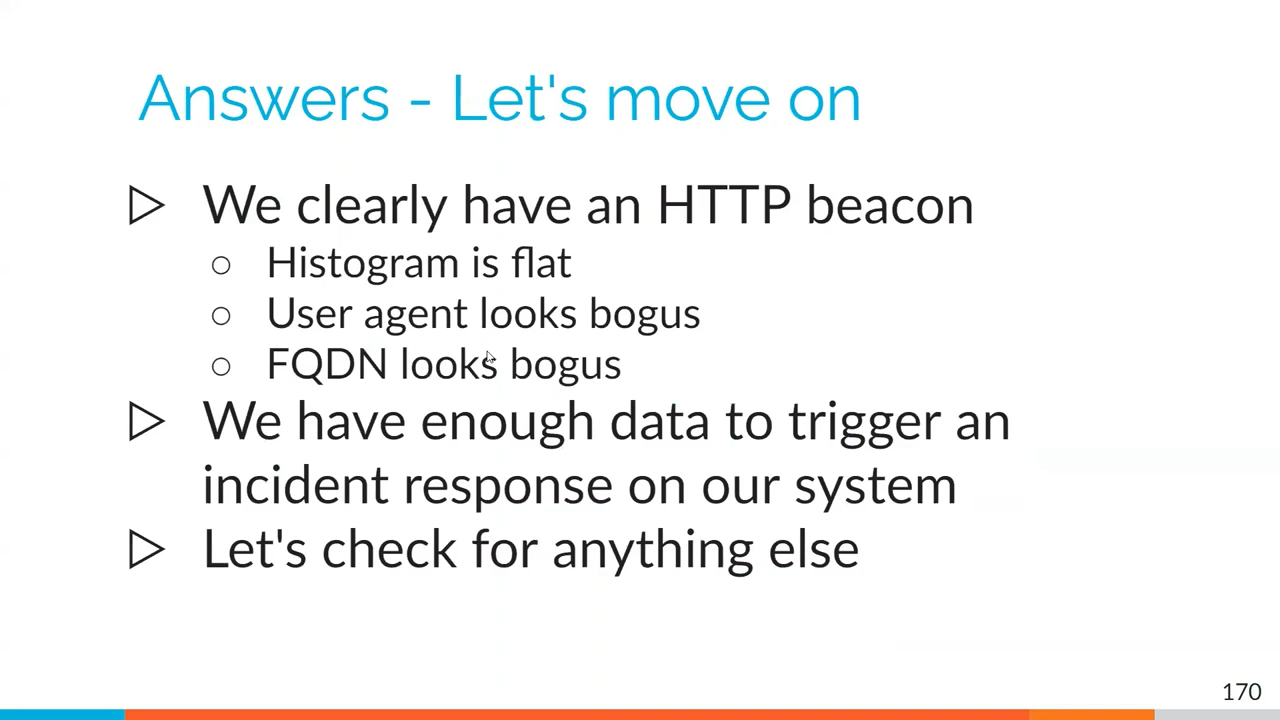 Answers - Let's move on
We clearly have an HTTP beacon
Histogram is flat
User agent looks bogus
FQDN looks bogus
We have enough data to trigger an
incident response on our system
Let's check for anything else
170